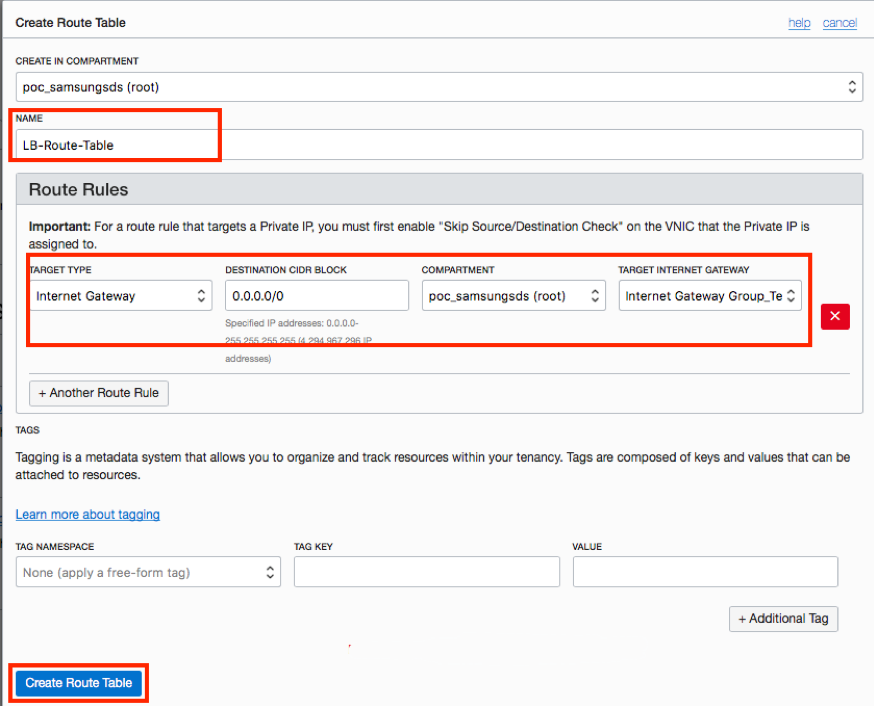 Create Route Table
help cancel
CREATE IN COMPARTMENT
poc_samsungsds (root)
NAME
LB-Route-Table
Route Rules
Important: For a route rule that targets a Private IP, you must first enable "Skip Source/Destination Check" on the VNIC that the Private IP is
assigned to.
TARGET TYPE DESTINATION CIDR BLOCK COMPARTMENT TARGET INTERNET GATEWAY
Internet Gateway 0.0.0.0/0 poc_samsungsds (root) Internet Gateway Group_Te
Specified IP addresses: 0.0.0.0-
255.255.255.255 (4,294,967,296 IP
addresses)
+ Another Route Rule
TAGS
Tagging is a metadata system that allows you to organize and track resources within your tenancy. Tags are composed of keys and values that can be
attached to resources.
Learn more about tagging
TAG NAMESPACE TAG KEY VALUE
None (apply a free-form tag)
+ Additional Tag
Create Route Table